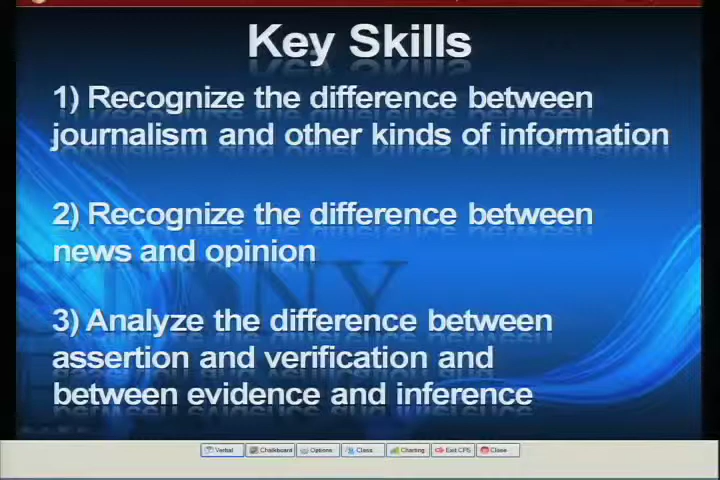 Key Skills
1) Recognize the difference between
journalism and other kinds of information
2) Recognize the difference between
news and opinion
3) Analyze the difference between
assertion and verification and
between evidence and inference
Verbal Chalkboard Options Class Charting Exit CPS Close